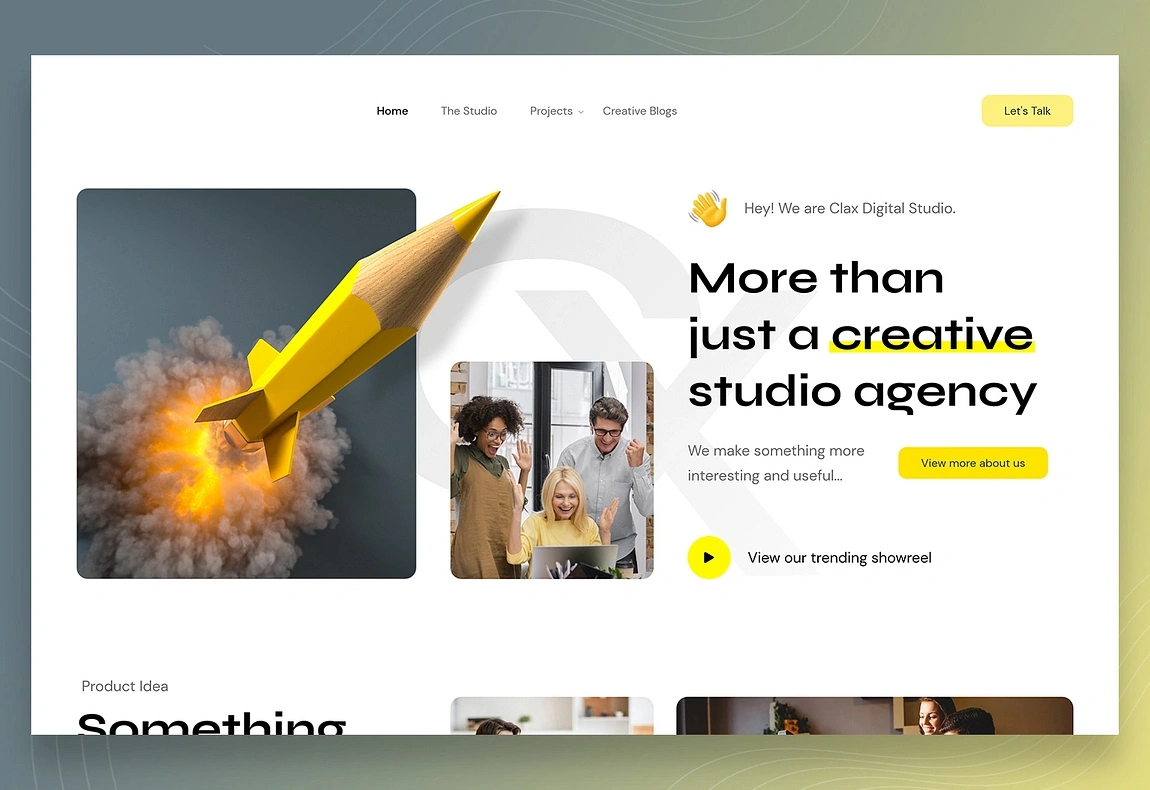 Home The Studio Projects Creative Blogs Let's Talk
Hey! We are Clax Digital Studio.
More than
just a creative
studio agency
We make something more
interesting and useful...
View more about us
View our trending showreel
Product Idea
Something